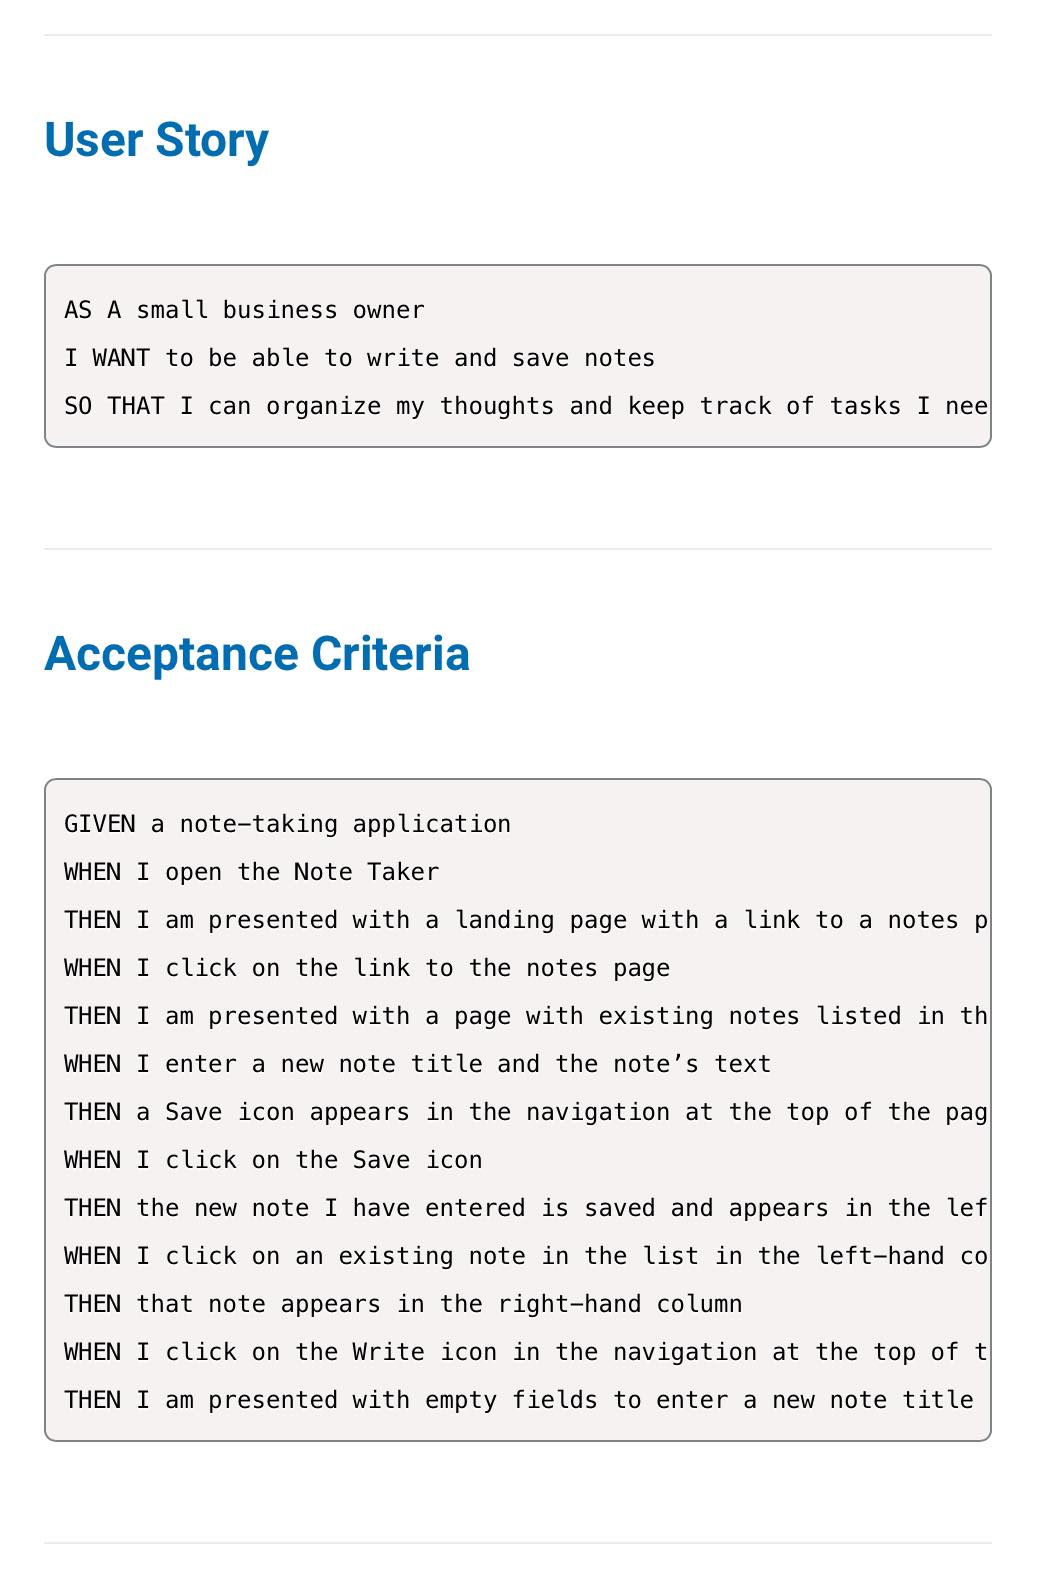 User Story
AS A small business owner
I WANT to be able to write and save notes
SO THAT I can organize my thoughts and keep track of tasks I nee
Acceptance Criteria
GIVEN a note–taking application
WHEN I open the Note Taker
THEN I am presented with a landing page with a link to a notes p
WHEN I click on the link to the notes page
THEN I am presented with a page with existing notes listed in th
WHEN I enter a new note title and the note’s text
THEN a Save icon appears in the navigation at the top of the pag
WHEN I click on the Save icon
THEN the new note I have entered is saved and appears in the lef
WHEN I click on an existing note in the list in the left–hand co
THEN that note appears in the right–hand column
WHEN I click on the Write icon in the navigation at the top of t
THEN I am presented with empty fields to enter a new note title